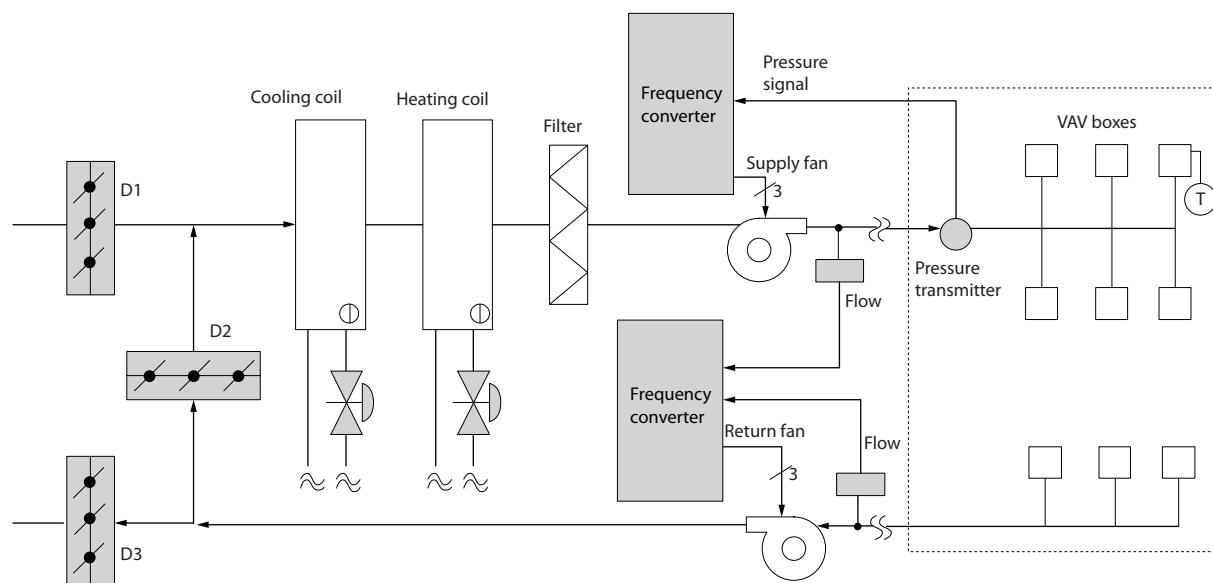 Pressure
signal
Cooling coil
Heating coil
Frequency
converter
Filter
VAV boxes
Supply fan
3
D1
T
Pressure
transmitter
Flow
D2
Frequency
converter
Return fan
Flow
3
D3